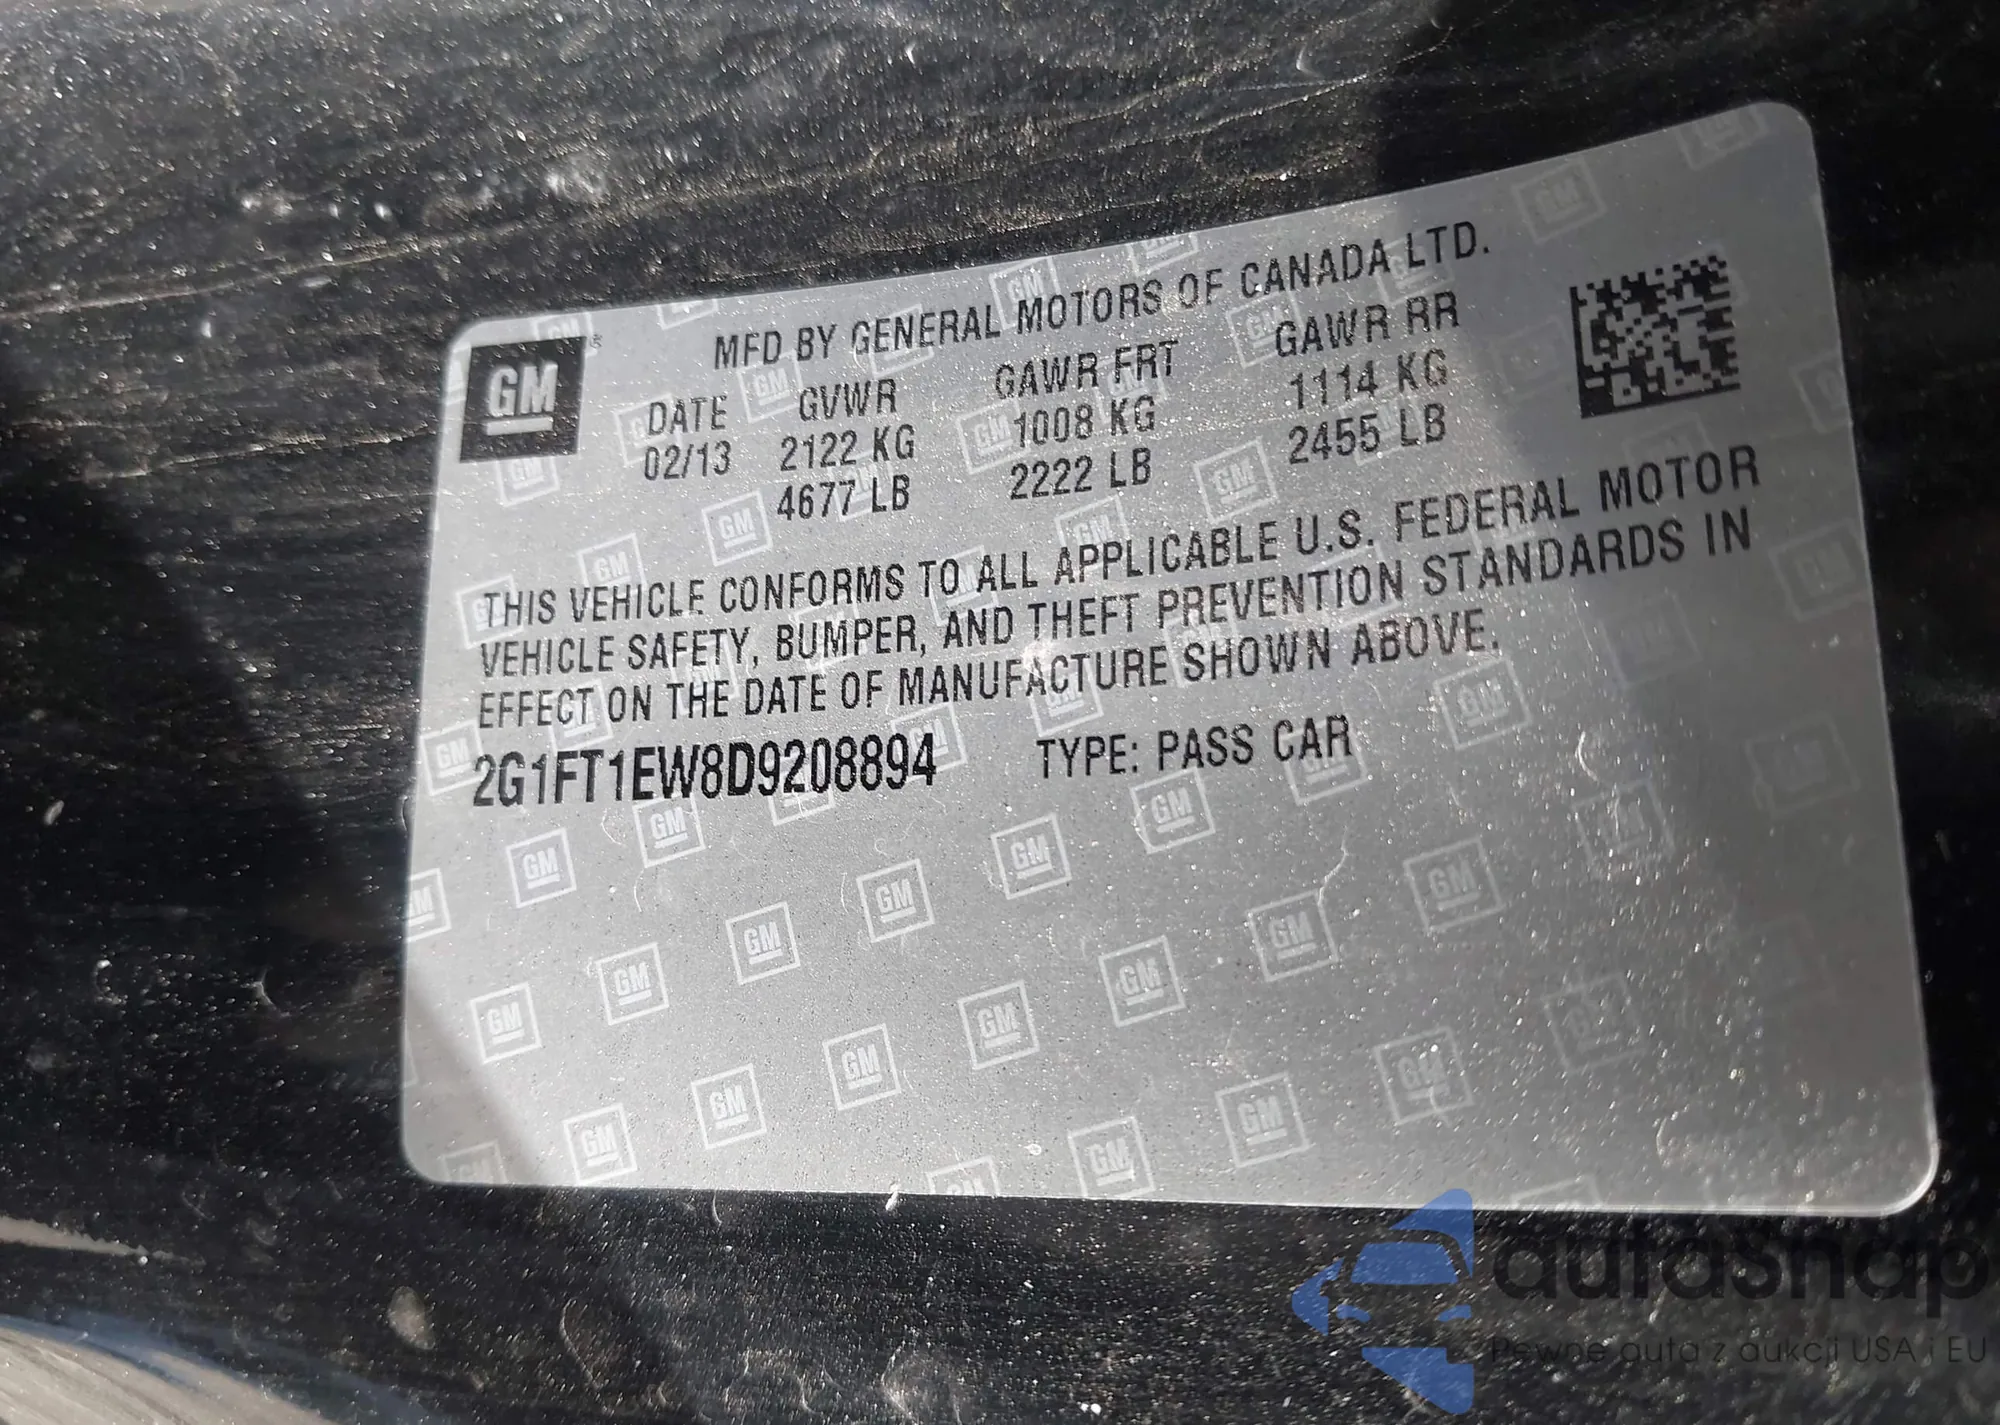 GM
MFD BY GENERAL MOTORS OF CANADA LTD.
DATE GVWR GAWR FRT GAWR RR
02/13 2122 KG 1008 KG 1114 KG
4677 LB 2222 LB 2455 LB
THIS VEHICLE CONFORMS TO ALL APPLICABLE U.S. FEDERAL MOTOR
VEHICLE SAFETY, BUMPER, AND THEFT PREVENTION STANDARDS IN
EFFECT ON THE DATE OF MANUFACTURE SHOWN ABOVE.
2G1FT1EW8D9208894 TYPE: PASS CAR
autaSnap
Pewne auta z aukcji USA i EU